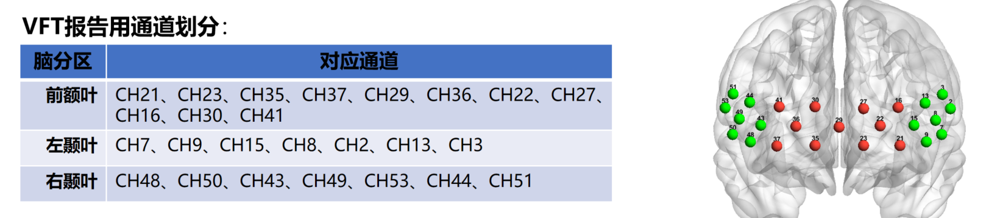 VFT报告用通道划分：
脑分区 对应通道
前额叶 CH21、CH23、CH35、CH37、CH29、CH36、CH22、CH27、
CH16、CH30、CH41
左颞叶 CH7、CH9、CH15、CH8、CH2、CH13、CH3
右颞叶 CH48、CH50、CH43、CH49、CH53、CH44、CH51
51 3
53 44 41 30 27 16 13 2
49 43 36 29 22 15 8
50 48 37 35 23 21 9 7